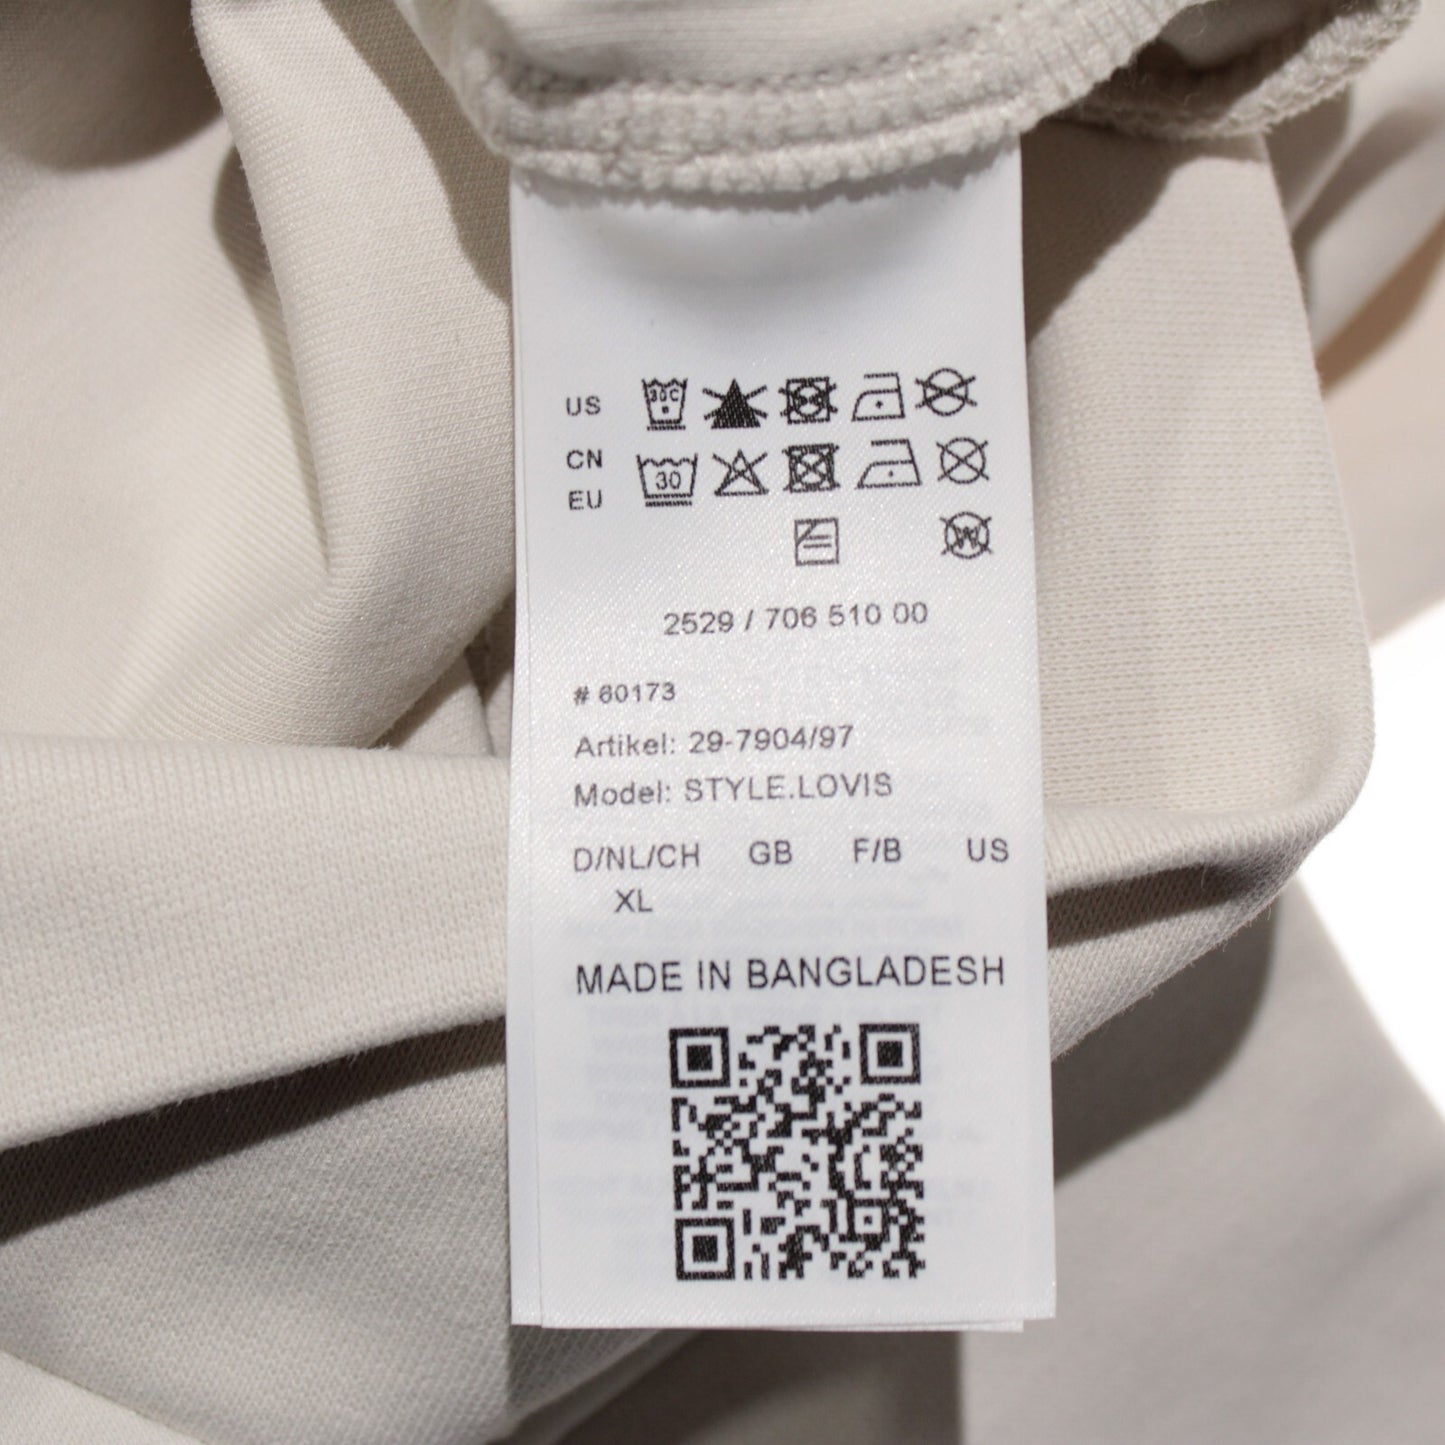 US 30C
CN
EU 30
W
2529 / 706 510 00
# 60173
Artikel: 29-7904/97
Model: STYLE.LOVIS
D/NL/CH GB F/B US
XL
MADE IN BANGLADESH